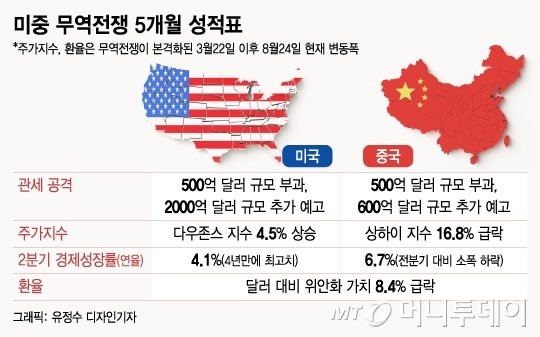 미중 무역전쟁 5개월 성적표
*주가지수, 환율은 무역전쟁이 본격화된 3월22일 이후 8월24일 현재 변동폭
미국 중국
관세 공격 500억 달러 규모 부과, 500억 달러 규모 부과,
2000억 달러 규모 추가 예고 600억 달러 규모 추가 예고
주가지수 다우존스 지수 4.5% 상승 상하이 지수 16.8% 급락
2분기 경제성장률(연율) 4.1%(4년만에 최고치) 6.7%(전분기 대비 소폭 하락)
환율 달러 대비 위안화 가치 8.4% 급락
그래픽: 유정수 디자인기자 MT 머니투데이